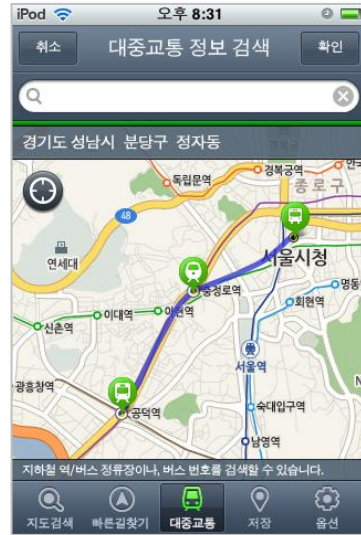 iPod 오후 8:31
취소 대중교통 정보 검색 확인
경기도 성남시 분당구 정자동
경복궁역
독립문역
종로구
48
연세대
서울시청
명동
충정로역
회현역
이대역
신촌역
서울역
광흥창역
공덕역
숙대입구역
남영역
지하철 역/버스 정류장이나, 버스 번호를 검색할 수 있습니다.
지도검색 빠른길찾기 대중교통 저장 옵션